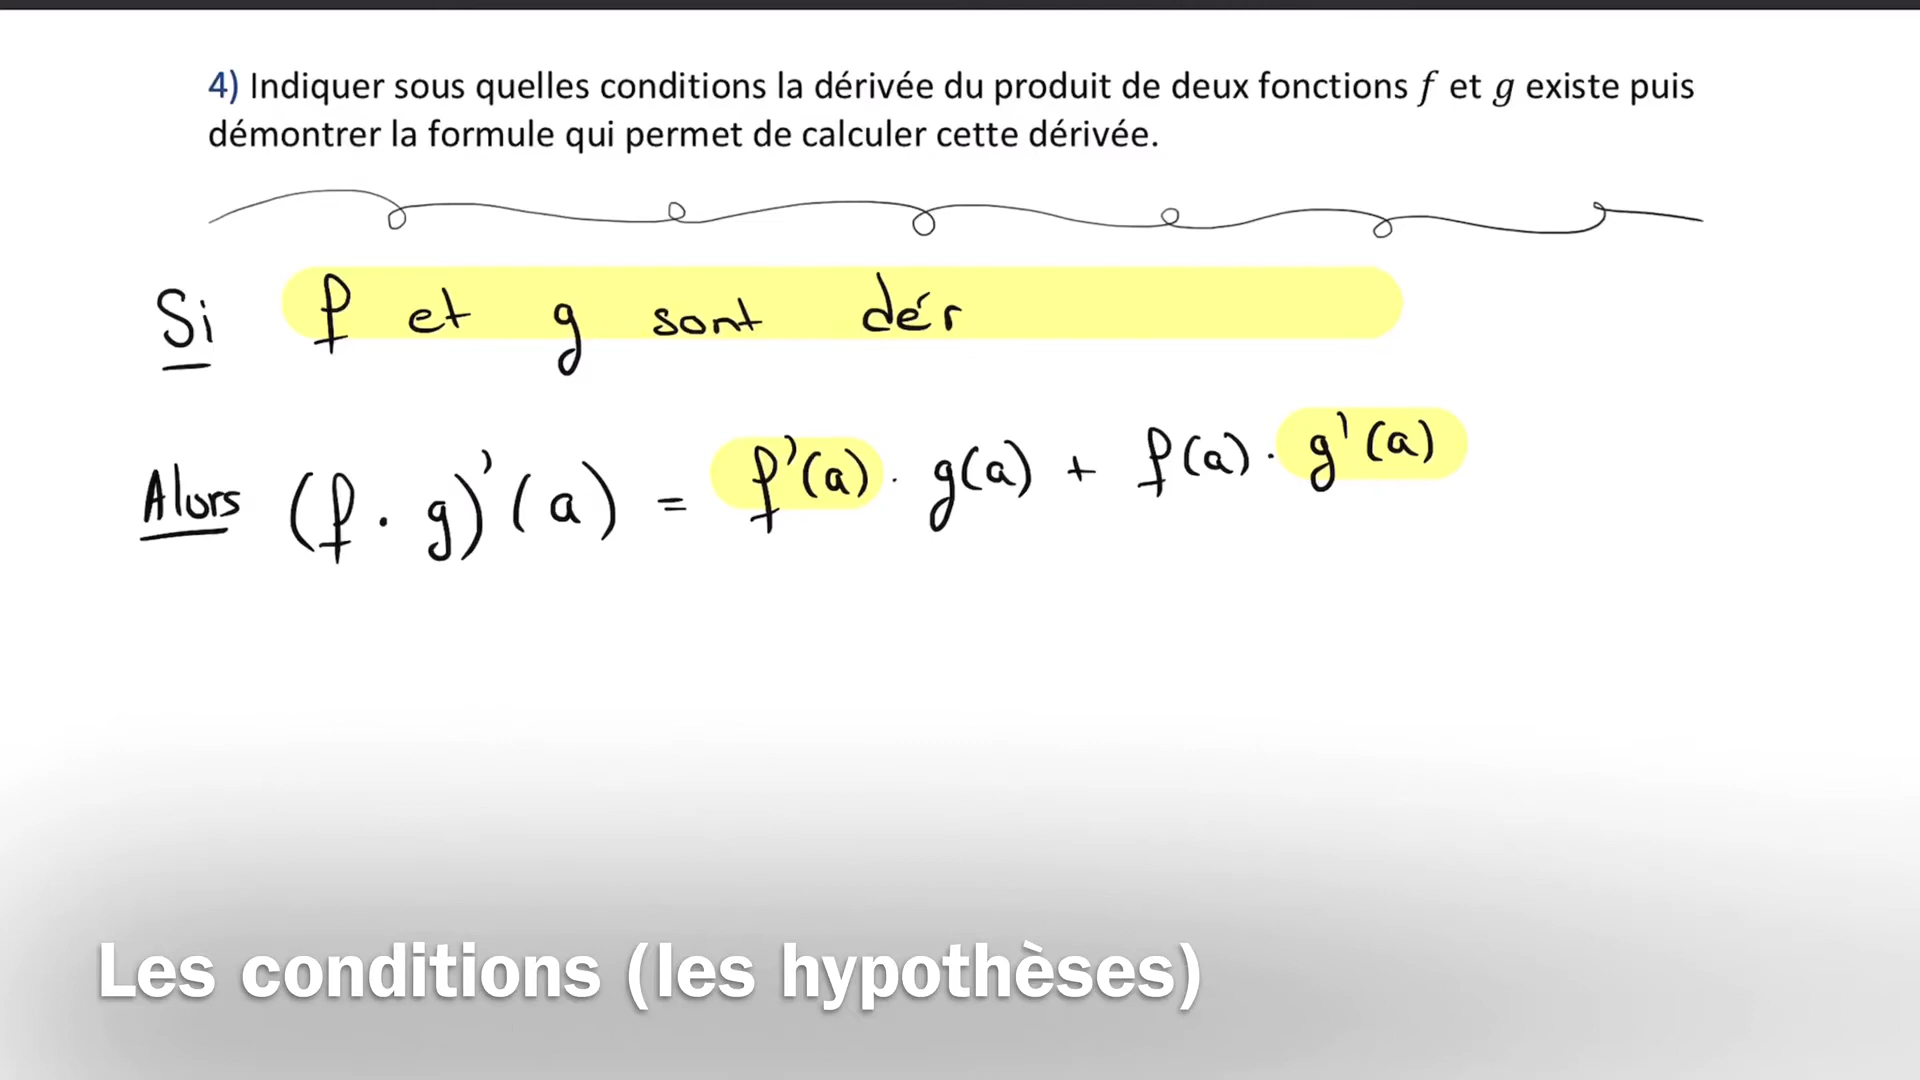 4) Indiquer sous quelles conditions la dérivée du produit de deux fonctions f et g existe puis
démontrer la formule qui permet de calculer cette dérivée.
Si f et g sont dér
Alors (f · g)'(a) = f'(a) · g(a) + f(a) · g'(a)
Les conditions (les hypothèses)